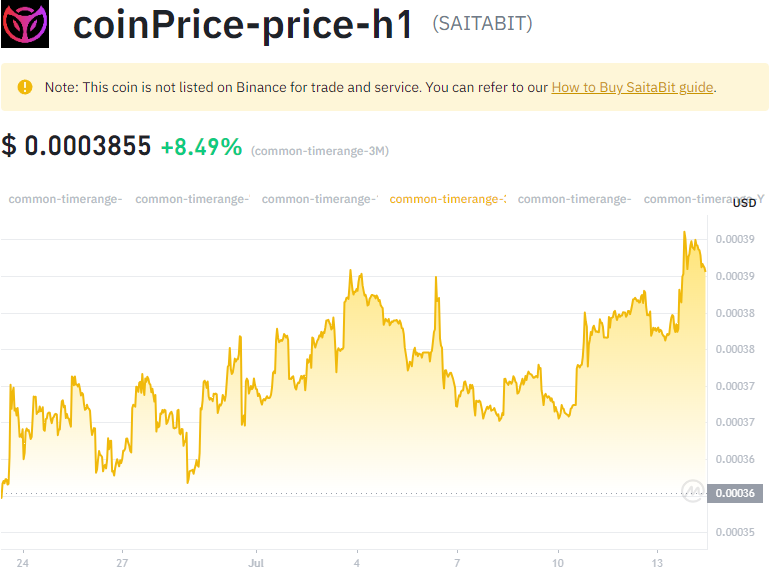 coinPrice-price-h1 (SAITABIT)
Note: This coin is not listed on Binance for trade and service. You can refer to our How to Buy SaitaBit guide.
$ 0.0003855 +8.49% (common-timerange-3M)
common-timerange- common-timerange- common-timerange- common-timerange- common-timerange- common-timerange-Y
USD
0.00039
0.00039
0.00038
0.00038
0.00037
0.00037
0.00036
0.00036
0.00035
24 27 Jul 4 7 10 13